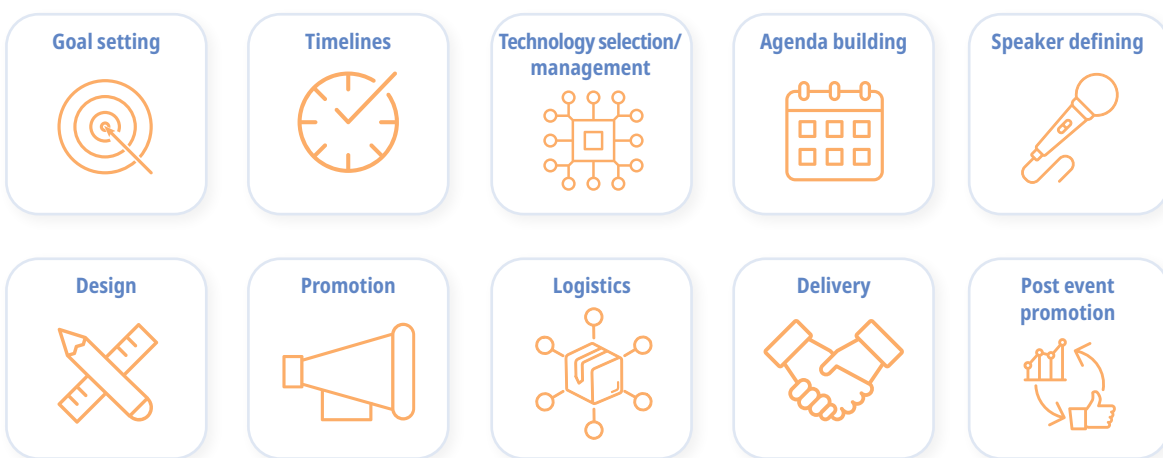 Goal setting
Timelines
Technology selection/
management
Agenda building
Speaker defining
Design
Promotion
Logistics
Delivery
Post event
promotion